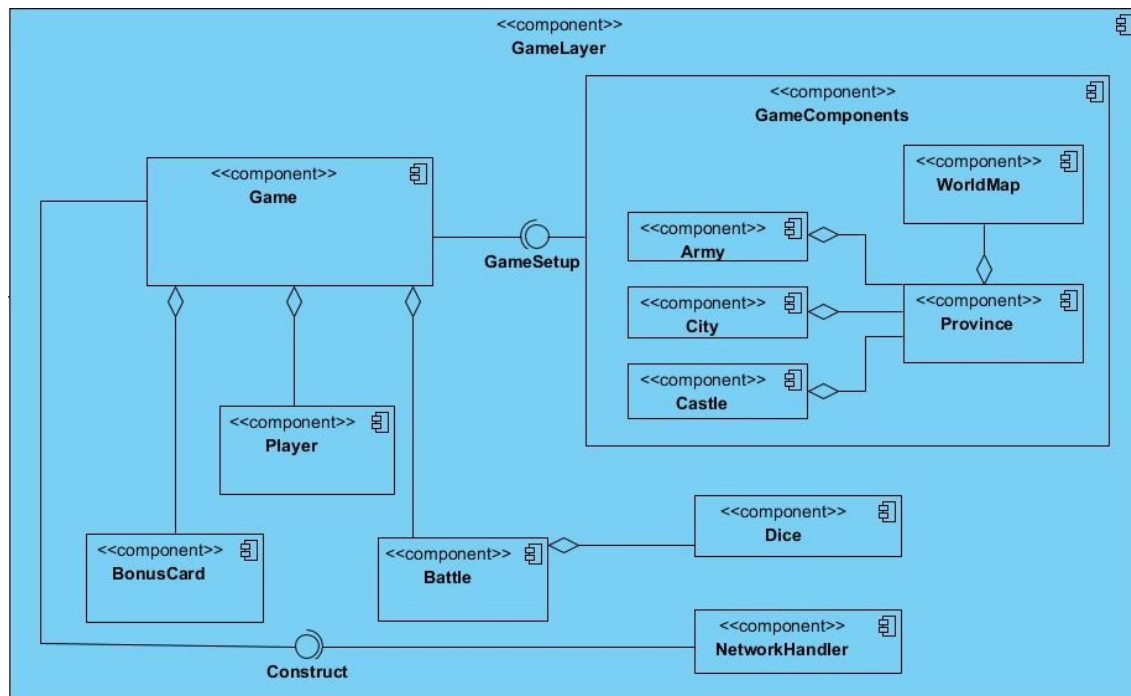 <<component>>
GameLayer
<<component>>
GameComponents
<<component>>
WorldMap
<<component>>
Game
<<component>>
Army
GameSetup
<<component>>
City
<<component>>
Province
<<component>>
Castle
<<component>>
Player
<<component>>
Dice
<<component>>
BonusCard
<<component>>
Battle
<<component>>
NetworkHandler
Construct